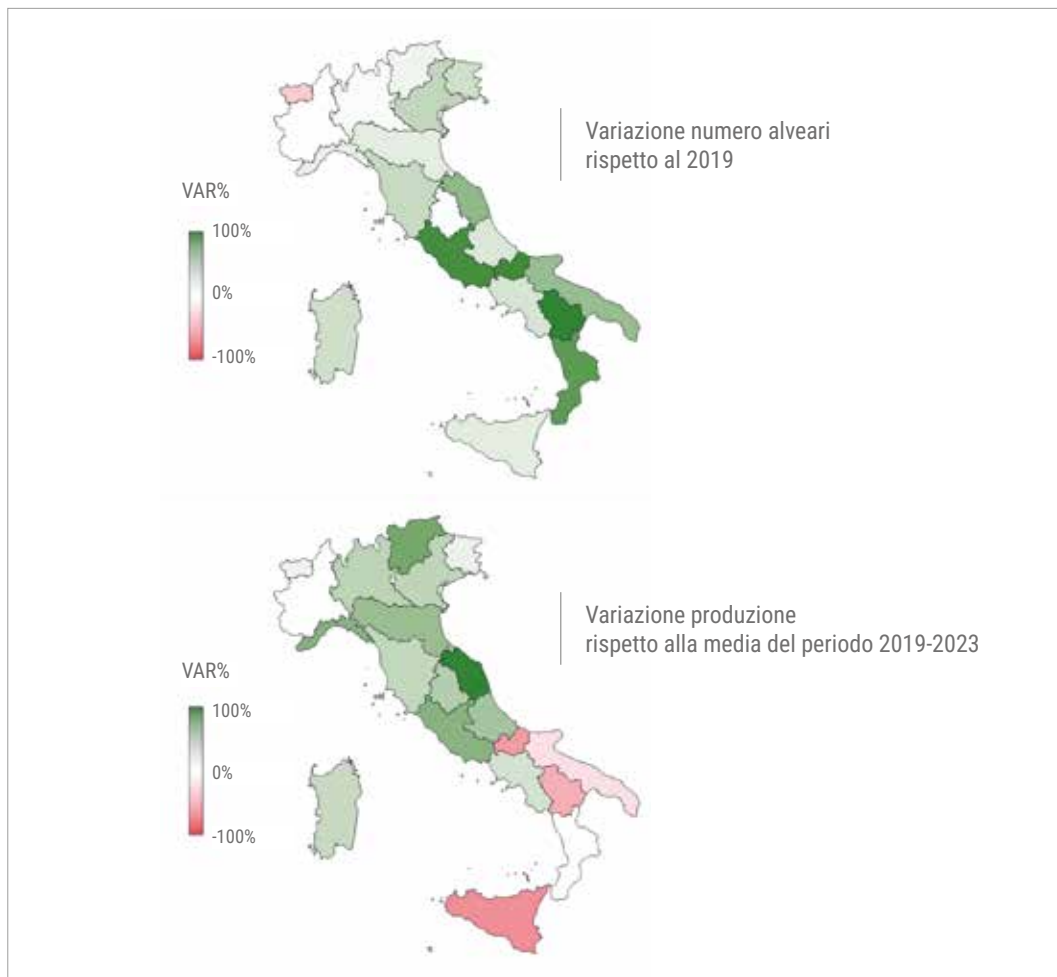 Variazione numero alveari
rispetto al 2019
VAR%
100%
0%
-100%
Variazione produzione
rispetto alla media del periodo 2019-2023
VAR%
100%
0%
-100%